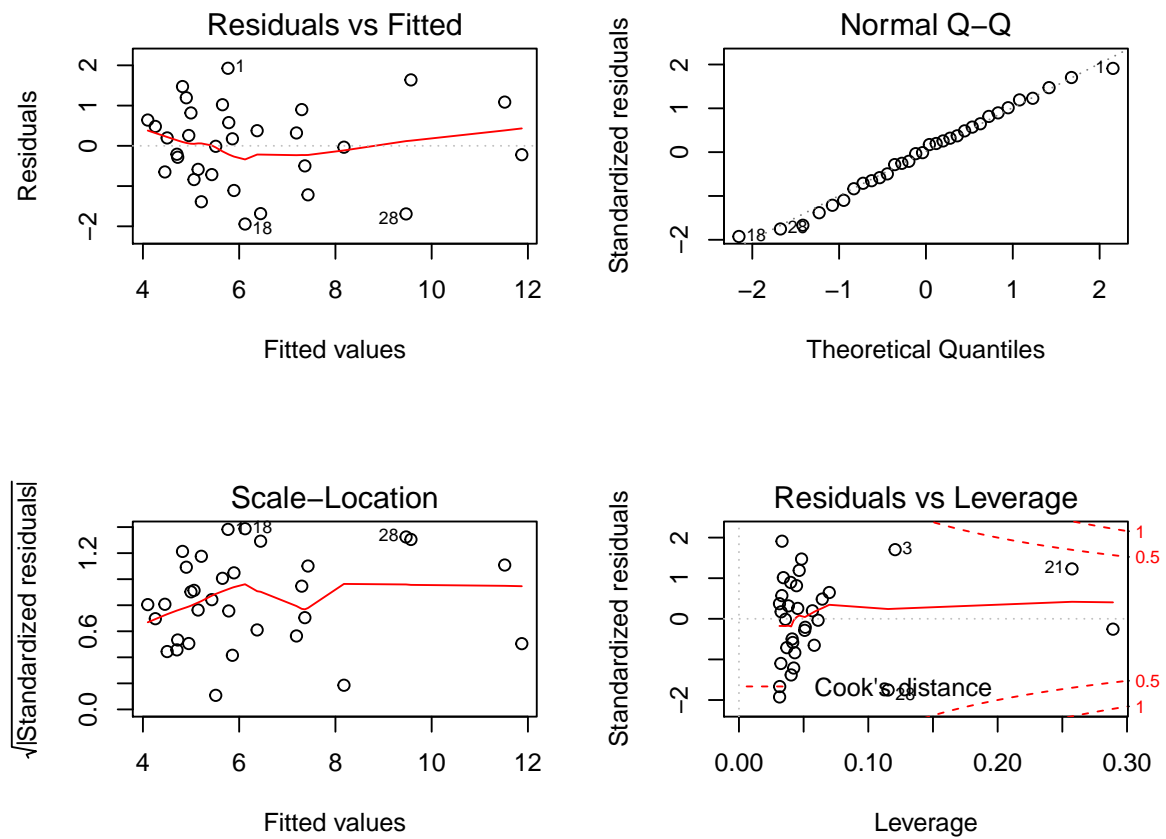 Residuals vs Fitted
Residuals
2
1
0
−2
1
18
28
4 6 8 10 12
Fitted values
Normal Q−Q
Standardized residuals
2
1
0
−2
1
18
28
−2 −1 0 1 2
Theoretical Quantiles
Scale−Location
√|Standardized residuals|
1.2
0.6
0.0
1
18
28
4 6 8 10 12
Fitted values
Residuals vs Leverage
Standardized residuals
2
1
0
−2
3
21
28
Cook's distance
1
0.5
0.5
1
0.00 0.10 0.20 0.30
Leverage